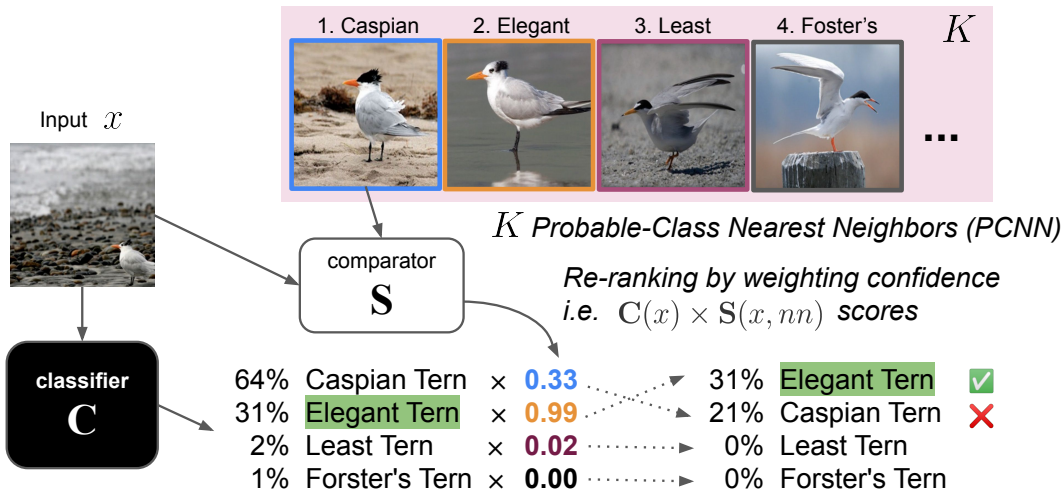 1. Caspian 2. Elegant 3. Least 4. Foster's K
Input x
...
K Probable-Class Nearest Neighbors (PCNN)
comparator
S
Re-ranking by weighting confidence
i.e. C(x) × S(x, nn) scores
classifier
C
64% Caspian Tern × 0.33 31% Elegant Tern ✅
31% Elegant Tern × 0.99 21% Caspian Tern ❌
2% Least Tern × 0.02 0% Least Tern
1% Forster's Tern × 0.00 0% Forster's Tern